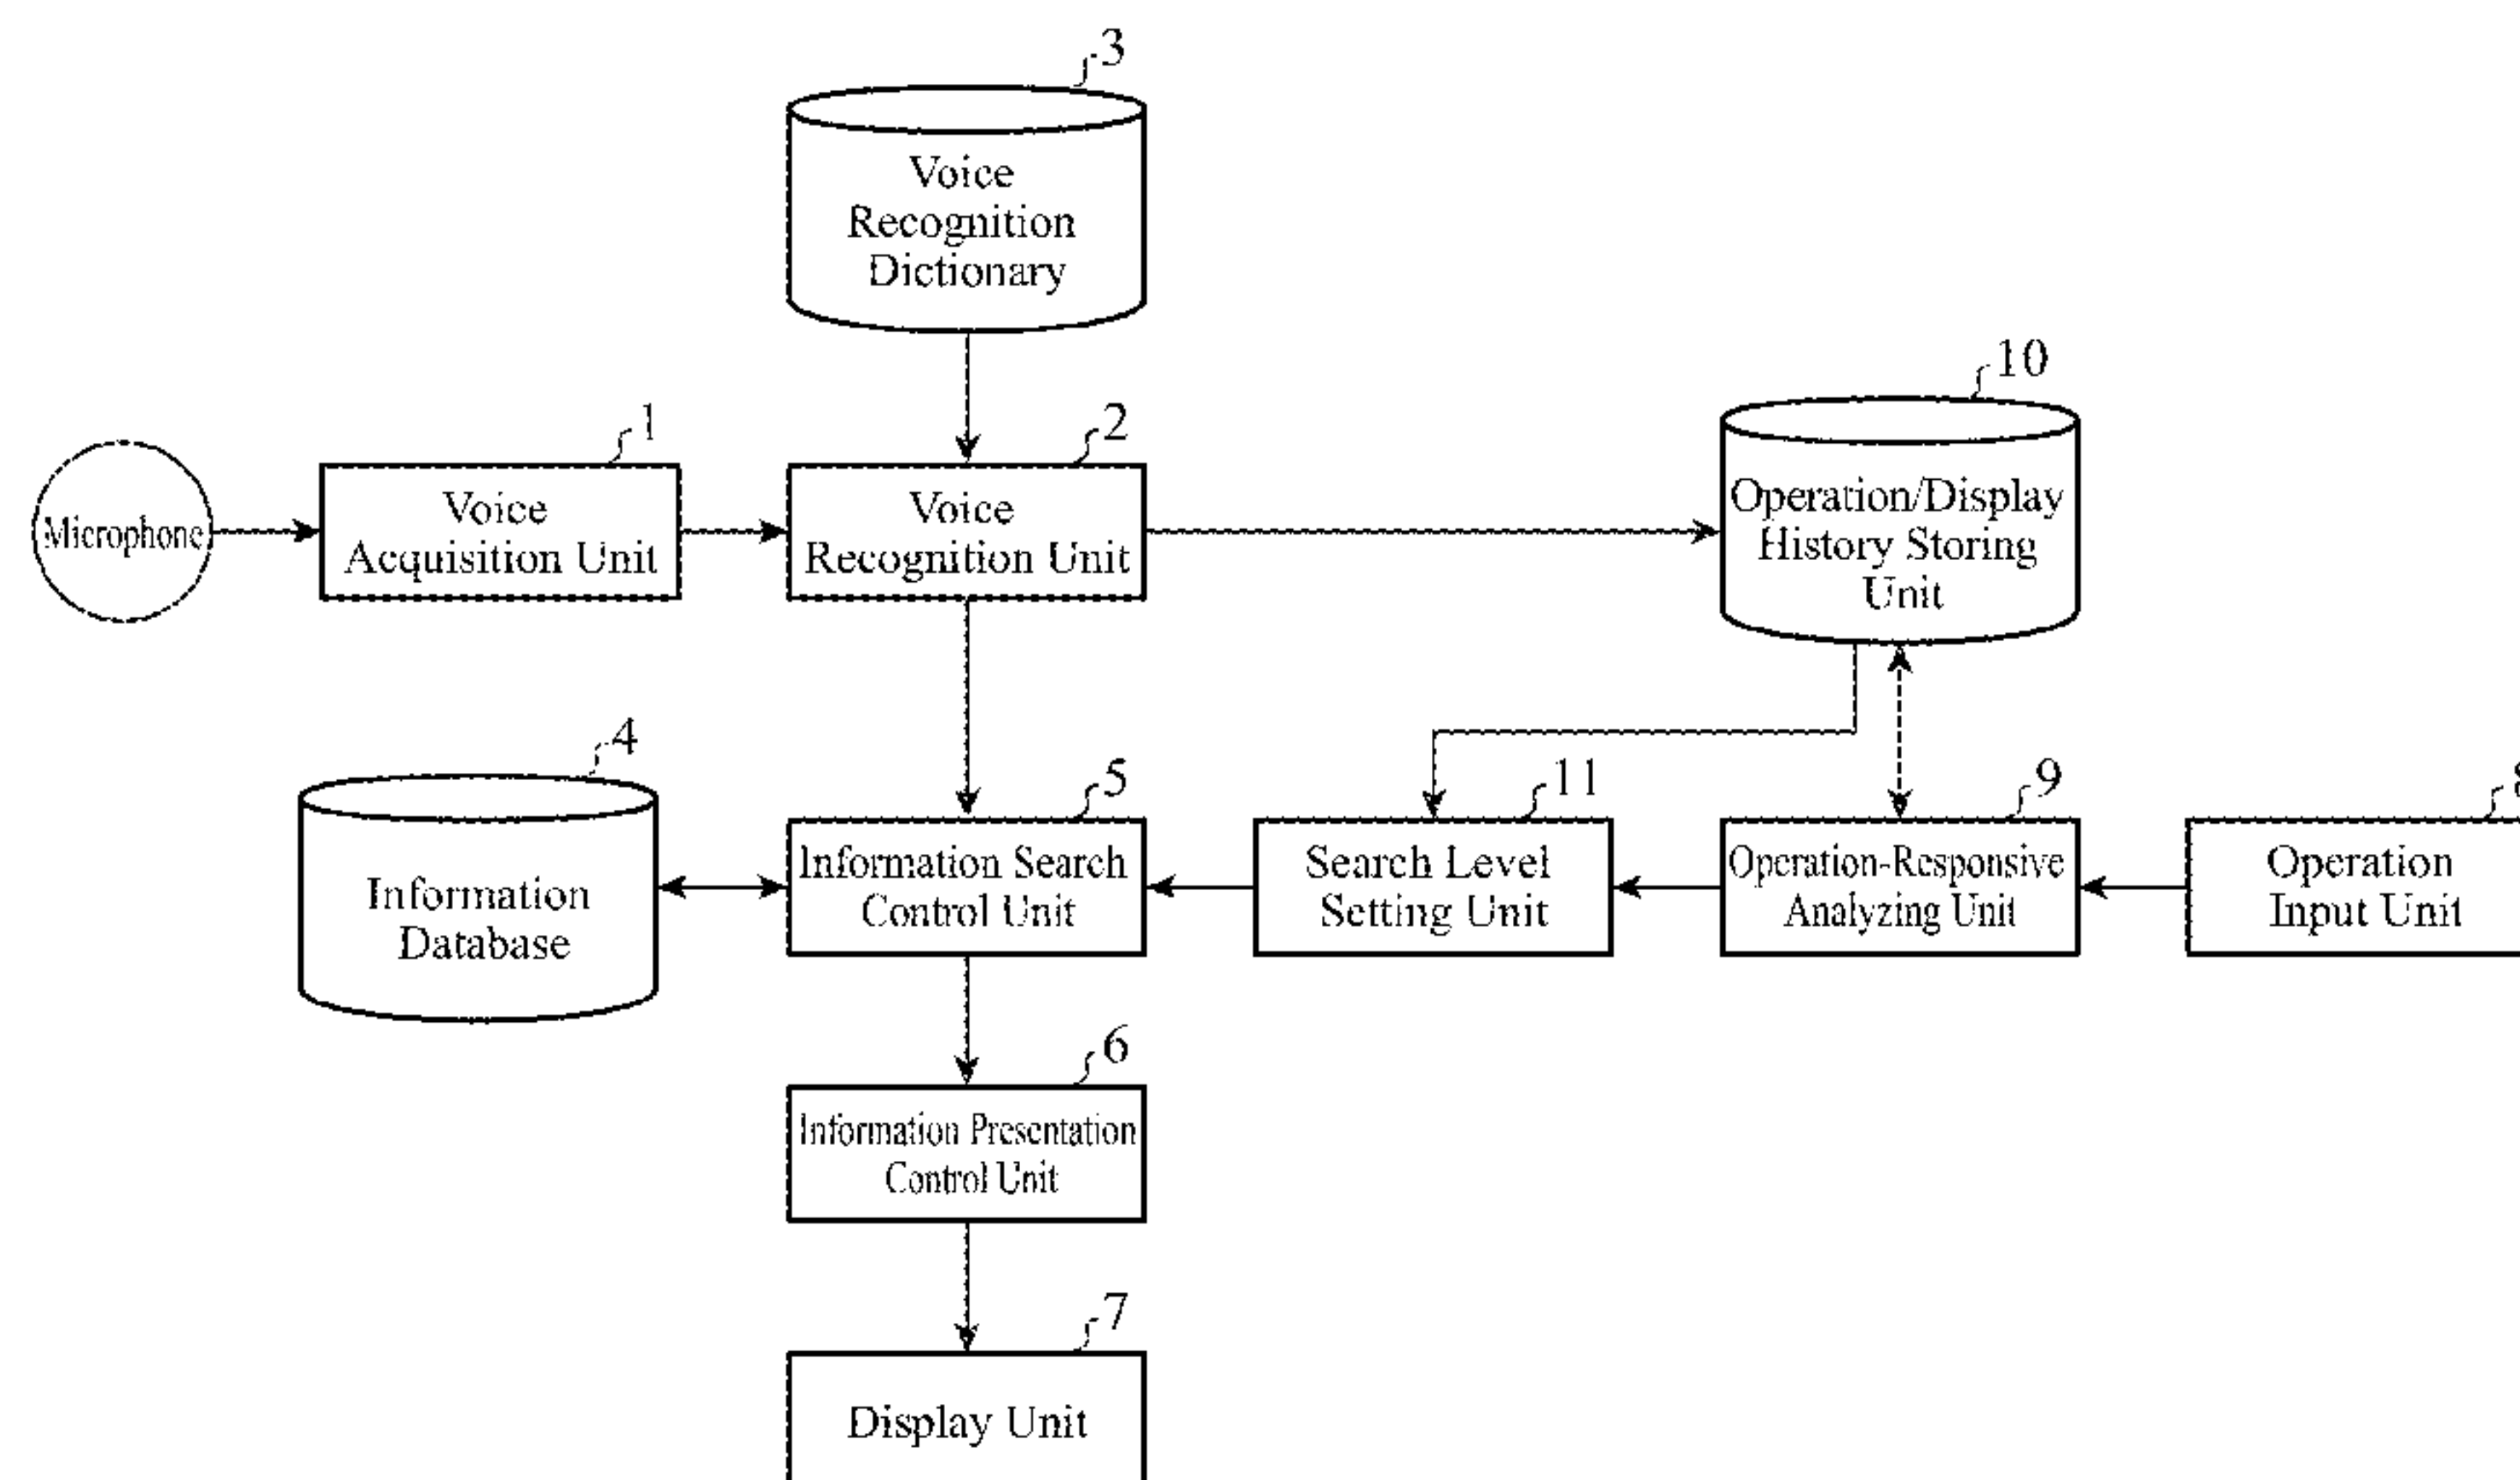 3
Voice
Recognition
Dictionary
10
1
2
Microphone
Voice
Acquisition Unit
Voice
Recognition Unit
Operation/Display
History Storing
Unit
4
5
11
9
8
Information
Database
Information Search
Control Unit
Search Level
Setting Unit
Operation-Responsive
Analyzing Unit
Operation
Input Unit
6
Information Presentation
Control Unit
7
Display Unit